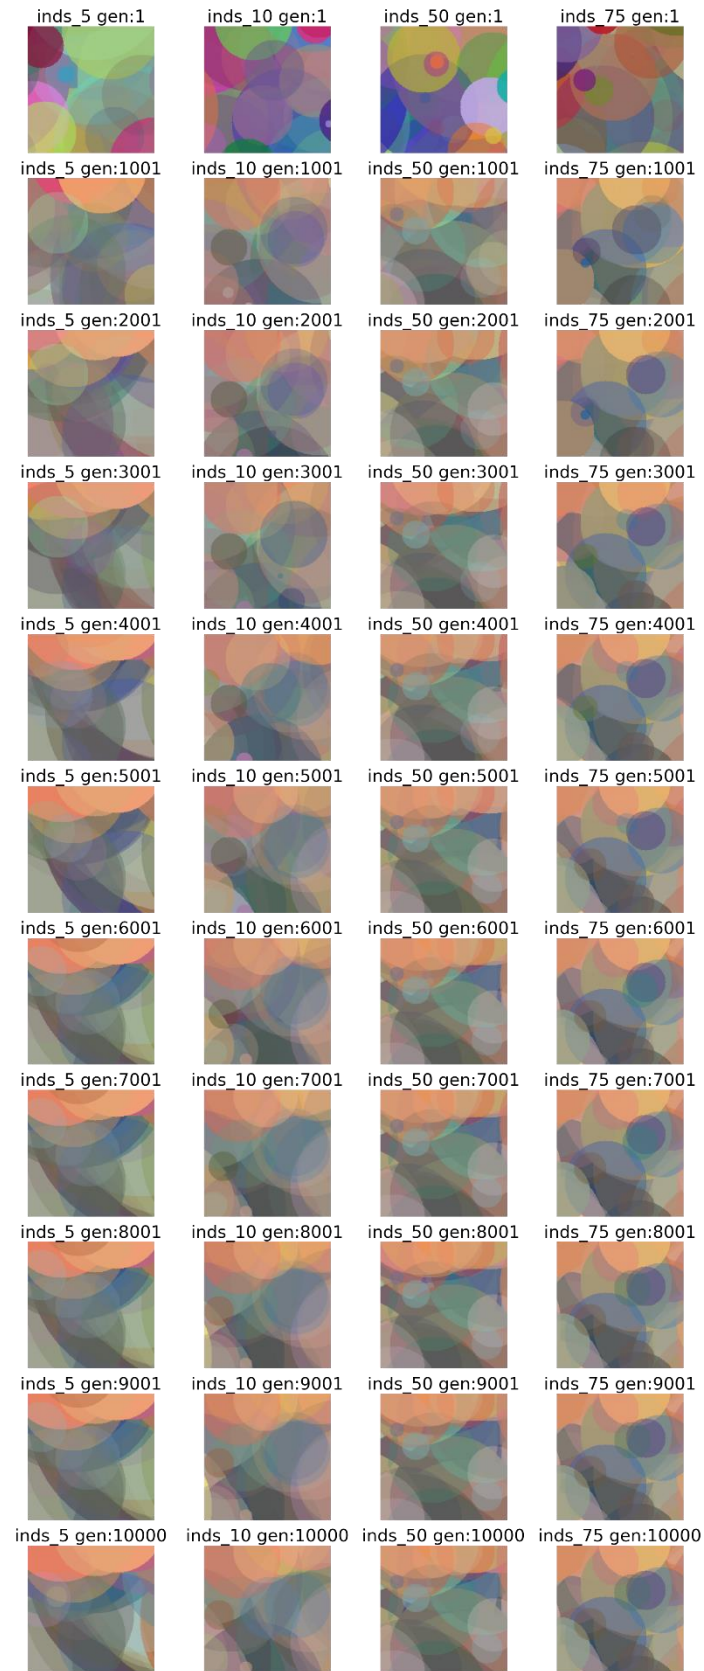 inds_5 gen:1 inds_10 gen:1 inds_50 gen:1 inds_75 gen:1
inds_5 gen:1001 inds_10 gen:1001 inds_50 gen:1001 inds_75 gen:1001
inds_5 gen:2001 inds_10 gen:2001 inds_50 gen:2001 inds_75 gen:2001
inds_5 gen:3001 inds_10 gen:3001 inds_50 gen:3001 inds_75 gen:3001
inds_5 gen:4001 inds_10 gen:4001 inds_50 gen:4001 inds_75 gen:4001
inds_5 gen:5001 inds_10 gen:5001 inds_50 gen:5001 inds_75 gen:5001
inds_5 gen:6001 inds_10 gen:6001 inds_50 gen:6001 inds_75 gen:6001
inds_5 gen:7001 inds_10 gen:7001 inds_50 gen:7001 inds_75 gen:7001
inds_5 gen:8001 inds_10 gen:8001 inds_50 gen:8001 inds_75 gen:8001
inds_5 gen:9001 inds_10 gen:9001 inds_50 gen:9001 inds_75 gen:9001
inds_5 gen:10000 inds_10 gen:10000 inds_50 gen:10000 inds_75 gen:10000